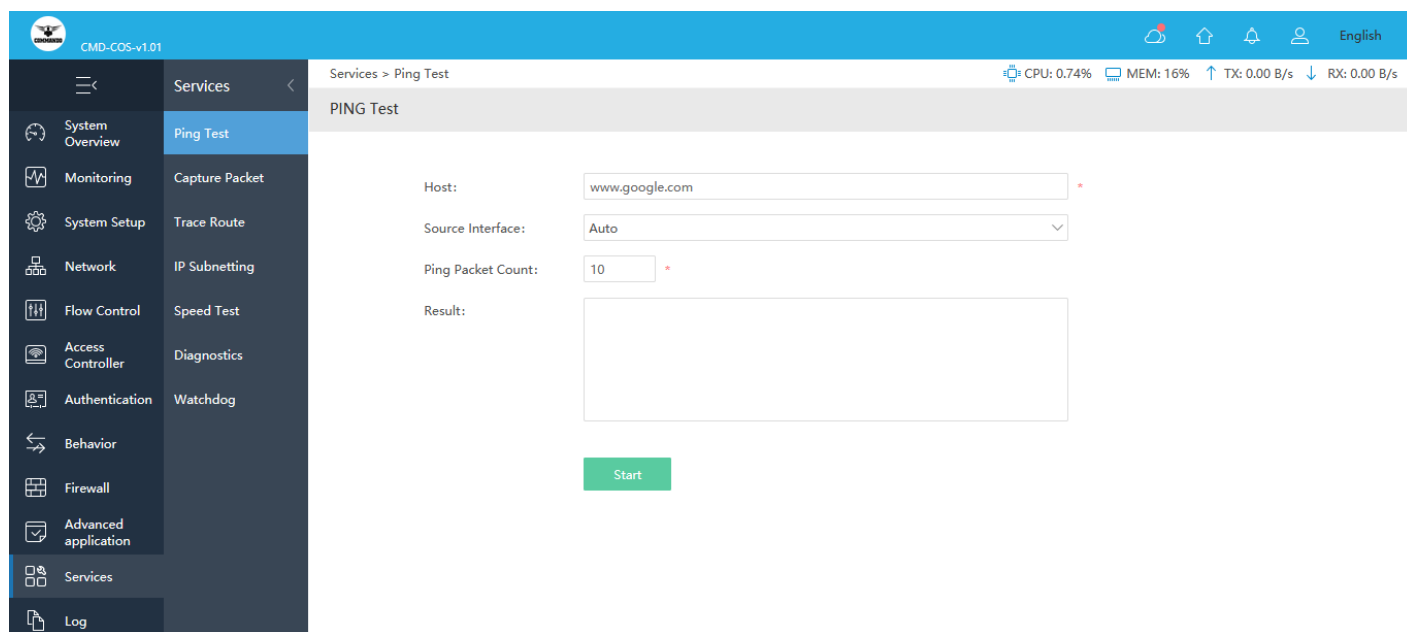 COMMANDO
CMD-COS-v1.01
English
Services
Services > Ping Test
CPU: 0.74%
MEM: 16%
TX: 0.00 B/s
RX: 0.00 B/s
PING Test
System
Overview
Monitoring
System Setup
Network
Flow Control
Access
Controller
Authentication
Behavior
Firewall
Advanced
application
Services
Log
Ping Test
Capture Packet
Trace Route
IP Subnetting
Speed Test
Diagnostics
Watchdog
Host: www.google.com *
Source Interface: Auto
Ping Packet Count: 10 *
Result:
Start